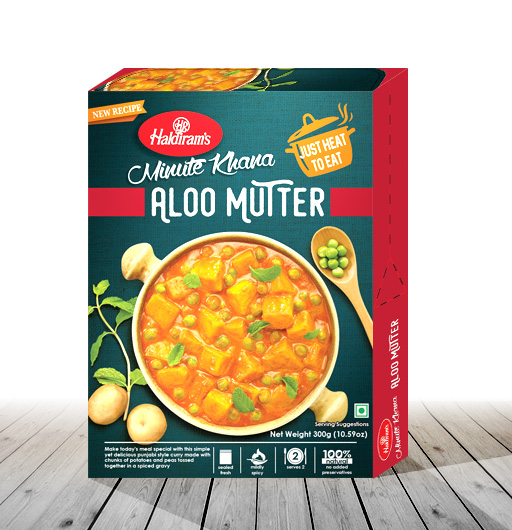 NEW RECIPE
HR
Haldiram's
JUST HEAT
TO EAT
Minute Khana
ALOO MUTTER
Serving Suggestions
Net Weight 300g (10.59oz)
Make today's meal special with this simple
yet delicious punjabi style curry made with
chunks of potatoes and peas tossed
together in a spiced gravy
sealed
fresh
mildly
spicy
2
serves 2
100%
natural
no added
preservatives
Haldiram's
Minute Khana
ALOO MUTTER